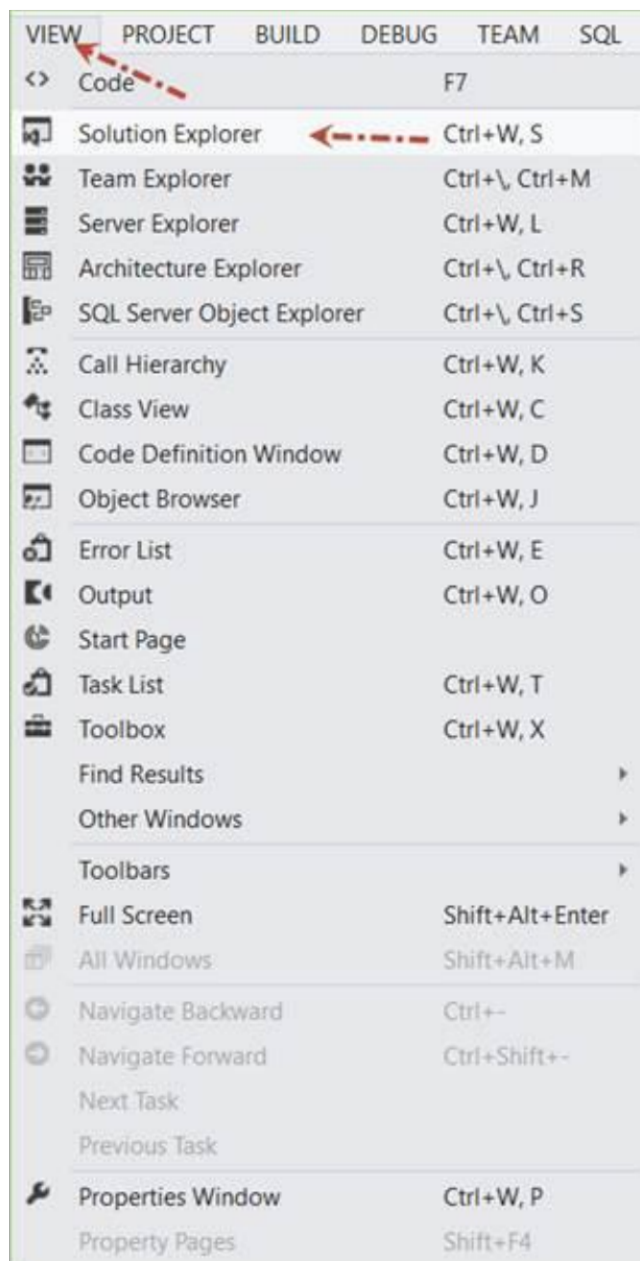 VIEW PROJECT BUILD DEBUG TEAM SQL
Code F7
Solution Explorer Ctrl+W, S
Team Explorer Ctrl+\, Ctrl+M
Server Explorer Ctrl+W, L
Architecture Explorer Ctrl+\, Ctrl+R
SQL Server Object Explorer Ctrl+\, Ctrl+S
Call Hierarchy Ctrl+W, K
Class View Ctrl+W, C
Code Definition Window Ctrl+W, D
Object Browser Ctrl+W, J
Error List Ctrl+W, E
Output Ctrl+W, O
Start Page
Task List Ctrl+W, T
Toolbox Ctrl+W, X
Find Results
Other Windows
Toolbars
Full Screen Shift+Alt+Enter
All Windows Shift+Alt+M
Navigate Backward Ctrl+-
Navigate Forward Ctrl+Shift+-
Next Task
Previous Task
Properties Window Ctrl+W, P
Property Pages Shift+F4